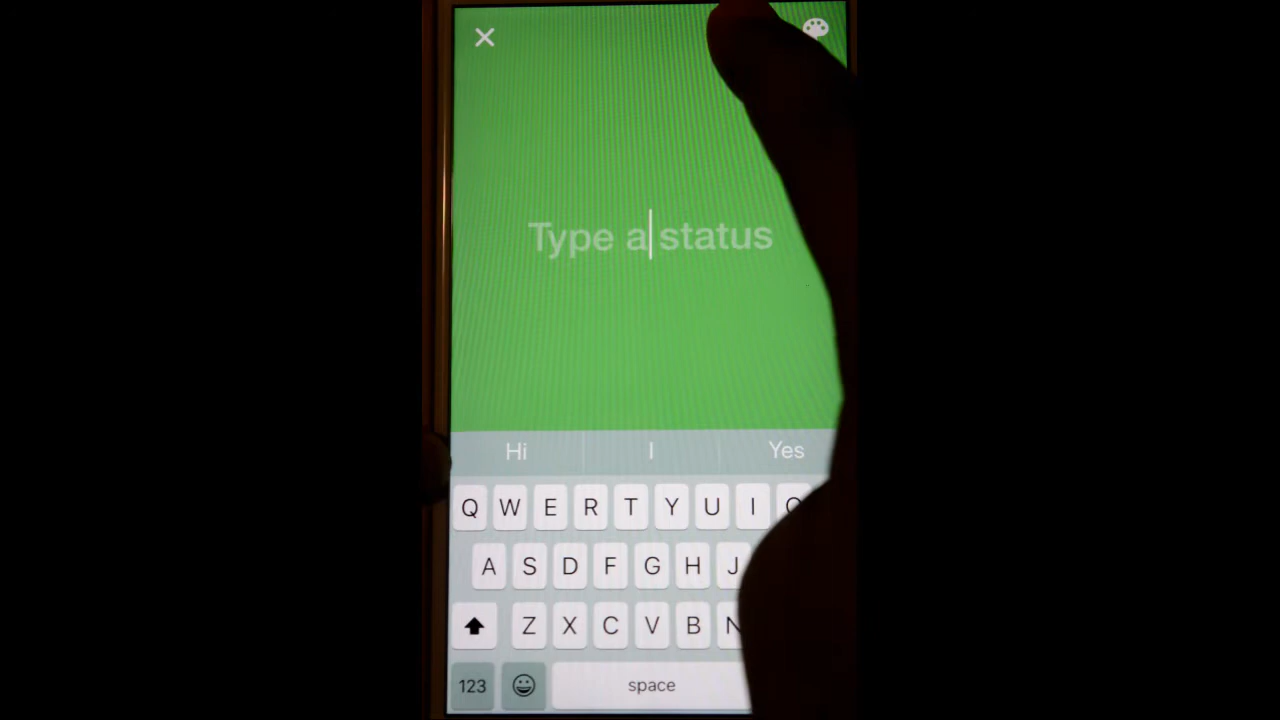 Type a status
Hi I Yes
Q W E R T Y U I
A S D F G H J
Z X C V B N
123 space